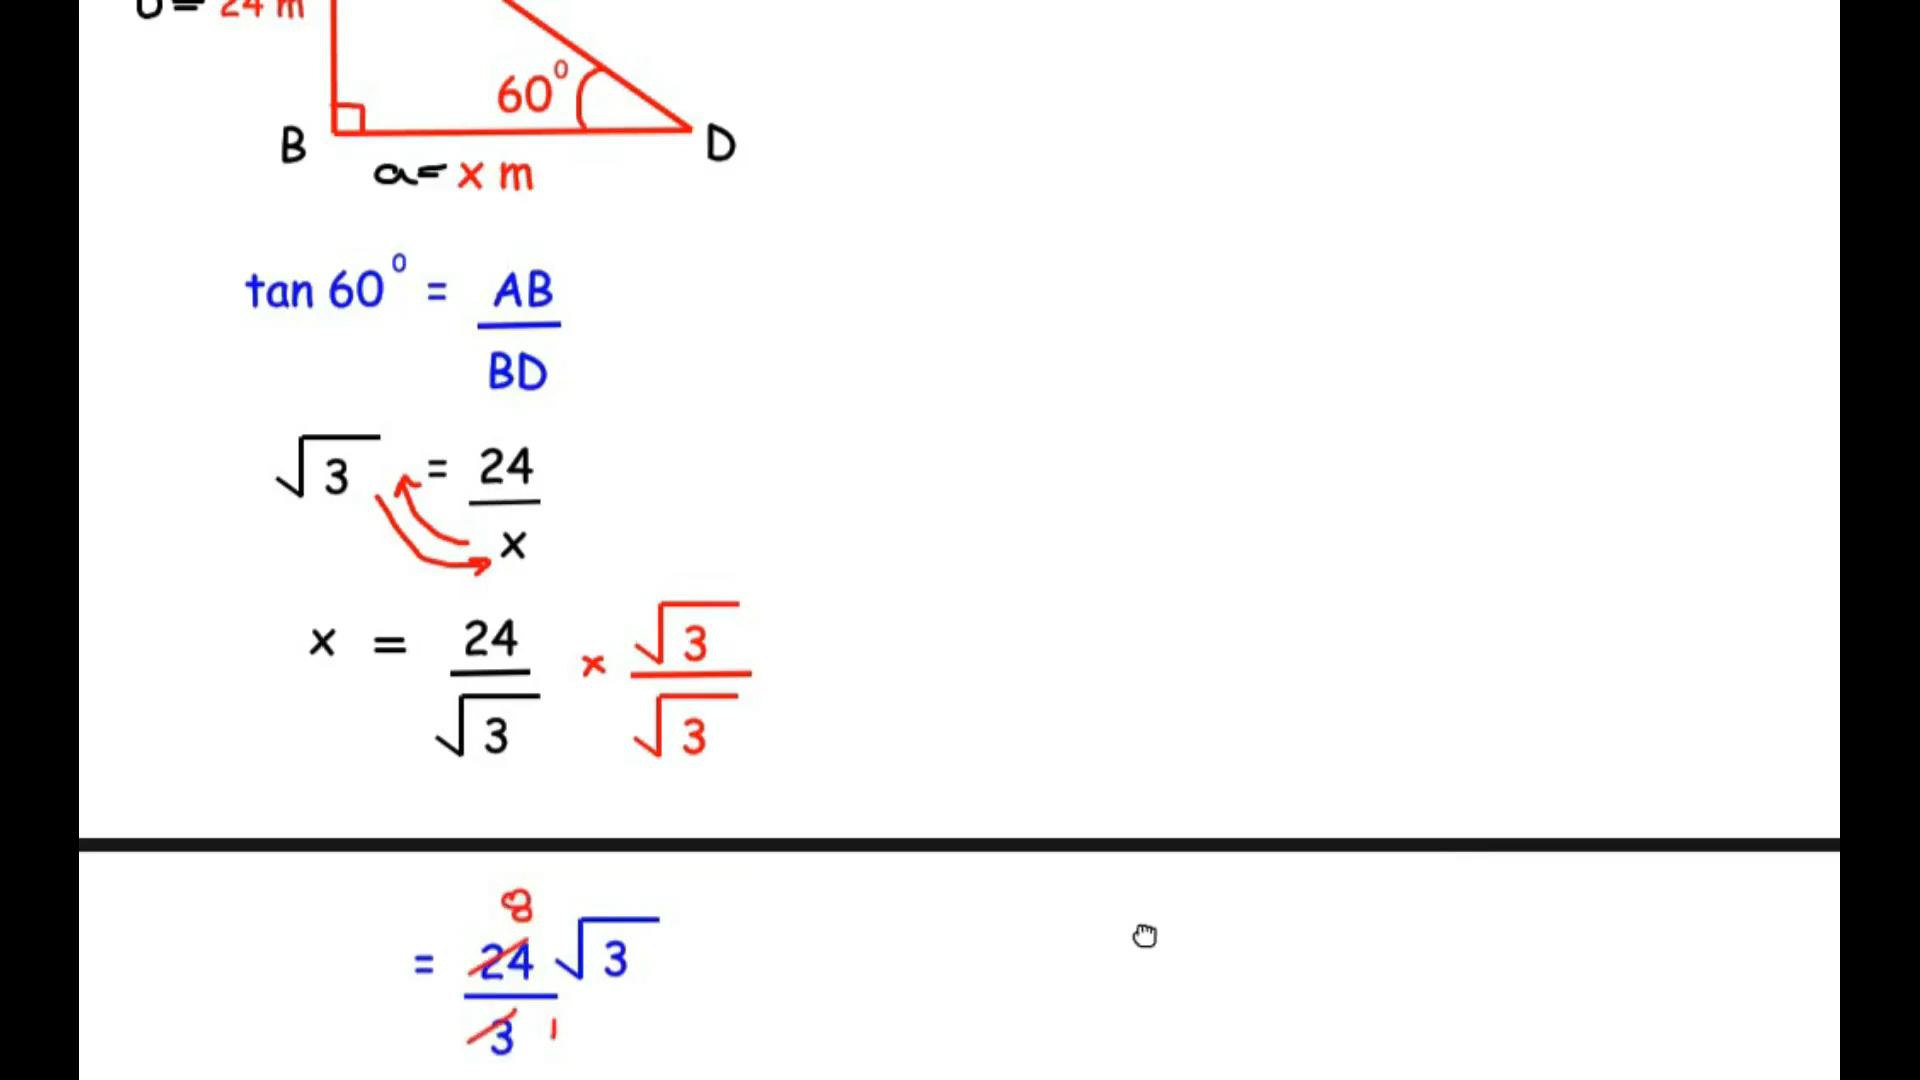 = 24 m
60°
B
D
a = x m
tan 60° = AB / BD
√3 = 24 / x
x = 24 / √3 × √3 / √3
8
= 24 / 3 √3
1